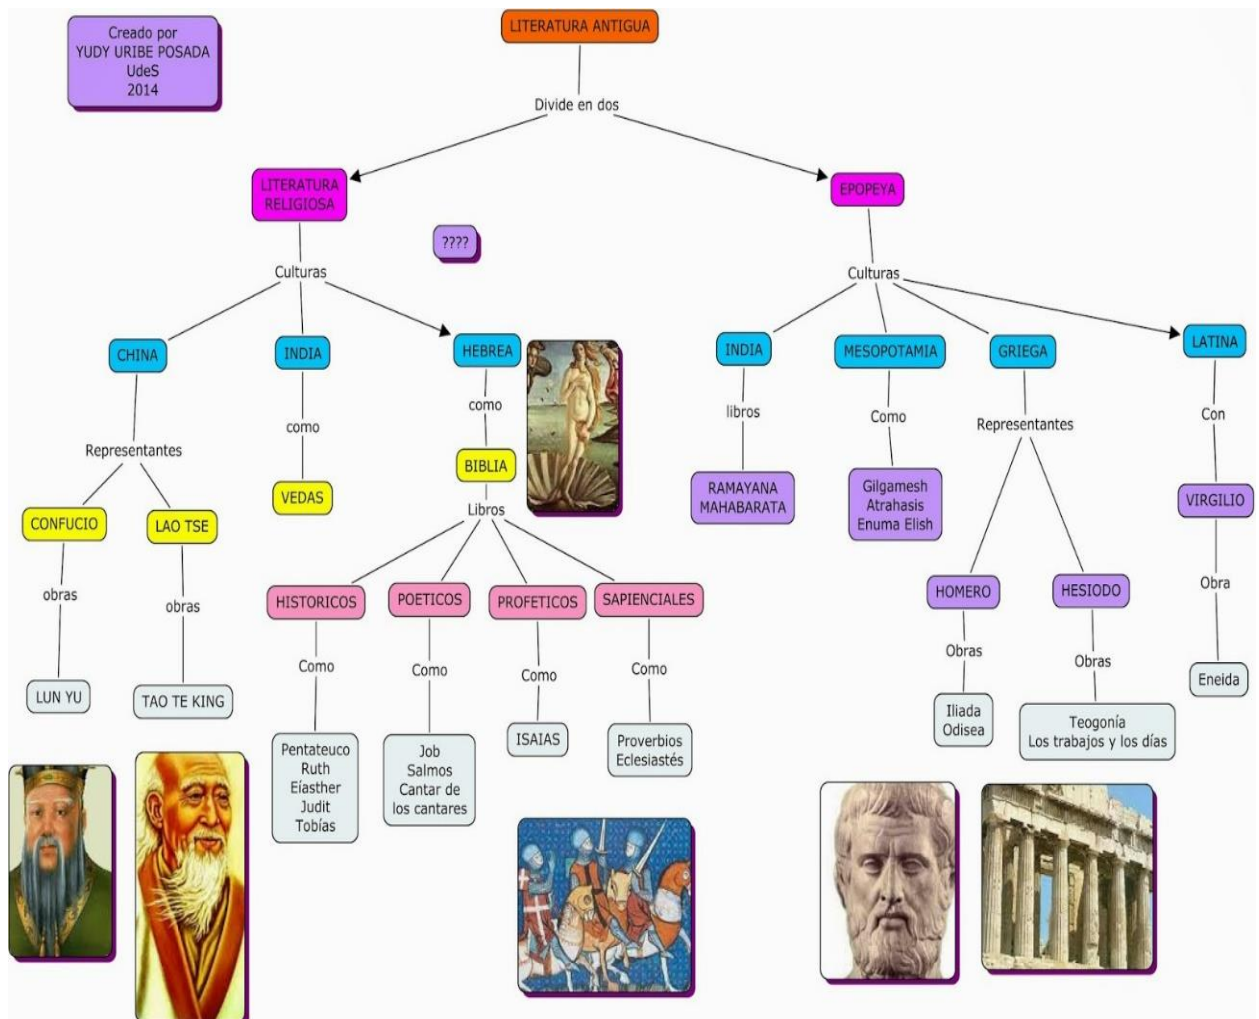 Creado por
YUDY URIBE POSADA
UdeS
2014
LITERATURA ANTIGUA
Divide en dos
LITERATURA
RELIGIOSA
EPOPEYA
????
Culturas
Culturas
CHINA
INDIA
HEBREA
INDIA
MESOPOTAMIA
GRIEGA
LATINA
Representantes
como
como
libros
Como
Representantes
Con
BIBLIA
VEDAS
Libros
RAMAYANA
MAHABARATA
Gilgamesh
Atrahasis
Enuma Elish
VIRGILIO
CONFUCIO
LAO TSE
obras
obras
HISTORICOS
POETICOS
PROFETICOS
SAPIENCIALES
HOMERO
HESIODO
Obra
Como
Como
Como
Como
Obras
Obras
Eneida
LUN YU
TAO TE KING
Pentateuco
Ruth
Eíasther
Judit
Tobías
Job
Salmos
Cantar de
los cantares
ISAIAS
Proverbios
Eclesiastés
Iliada
Odisea
Teogonía
Los trabajos y los días